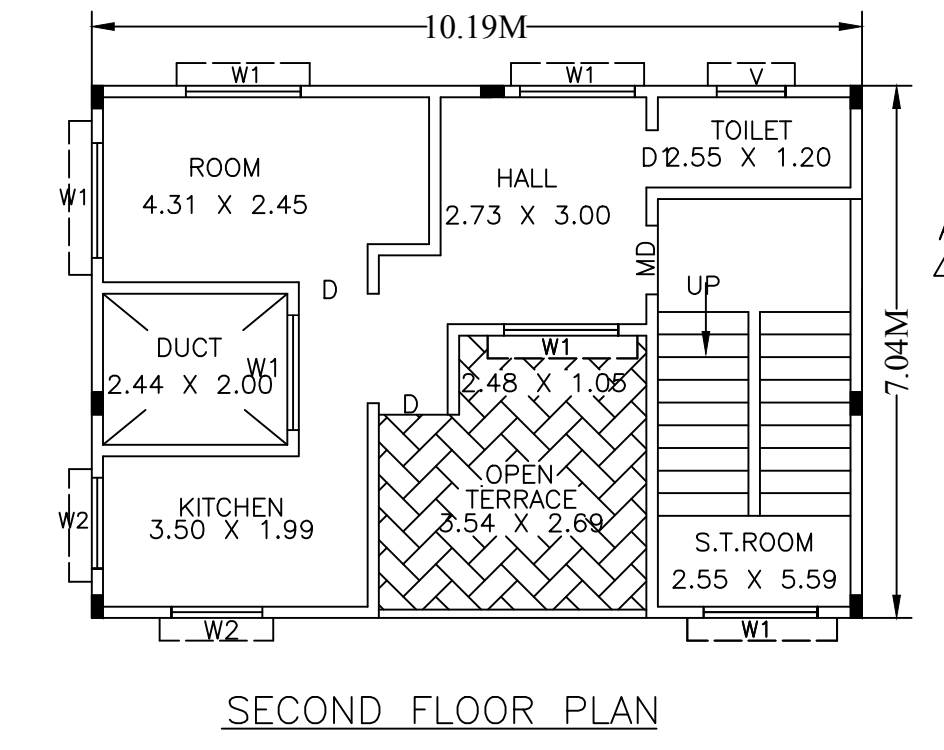 10.19M
W1
W1
V
TOILET
D1
2.55 X 1.20
ROOM
4.31 X 2.45
HALL
2.73 X 3.00
W1
MD
UP
D
7.04M
DUCT
2.44 X 2.00
W1
W1
2.48 X 1.05
D
OPEN
TERRACE
3.54 X 2.69
KITCHEN
3.50 X 1.99
W2
S.T.ROOM
2.55 X 5.59
W2
W1
SECOND FLOOR PLAN